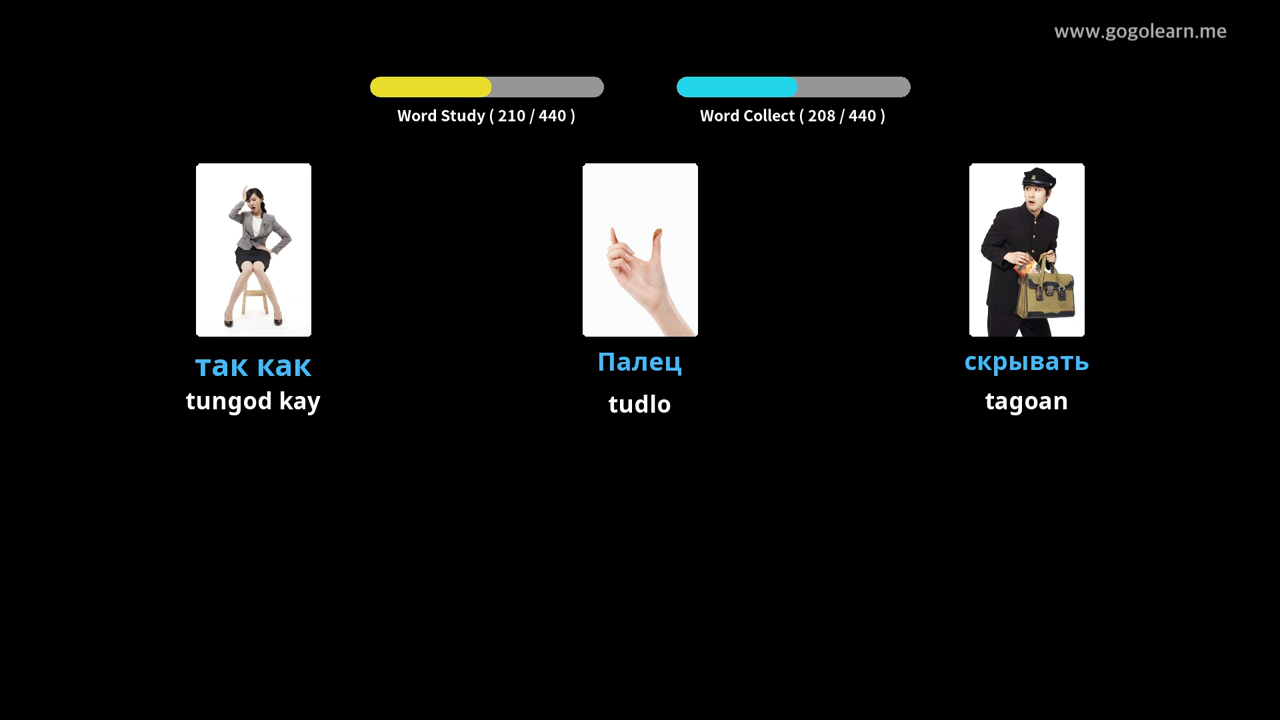 www.gogolearn.me
Word Study ( 210 / 440 )
Word Collect ( 208 / 440 )
так как
tungod kay
Палец
tudlo
скрывать
tagoan